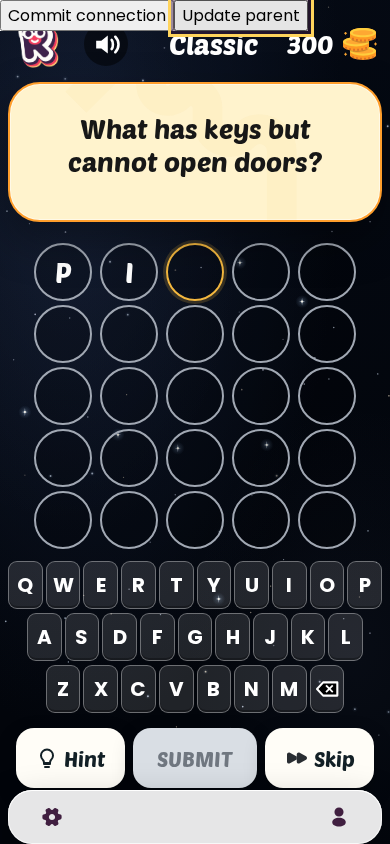 Commit connection Update parent
R Classic 300
What has keys but
cannot open doors?
P I
Q W E R T Y U I O P
A S D F G H J K L
Z X C V B N M
Hint SUBMIT Skip